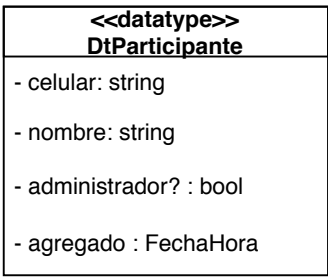 <<datatype>>
DtParticipante
- celular: string
- nombre: string
- administrador? : bool
- agregado : FechaHora